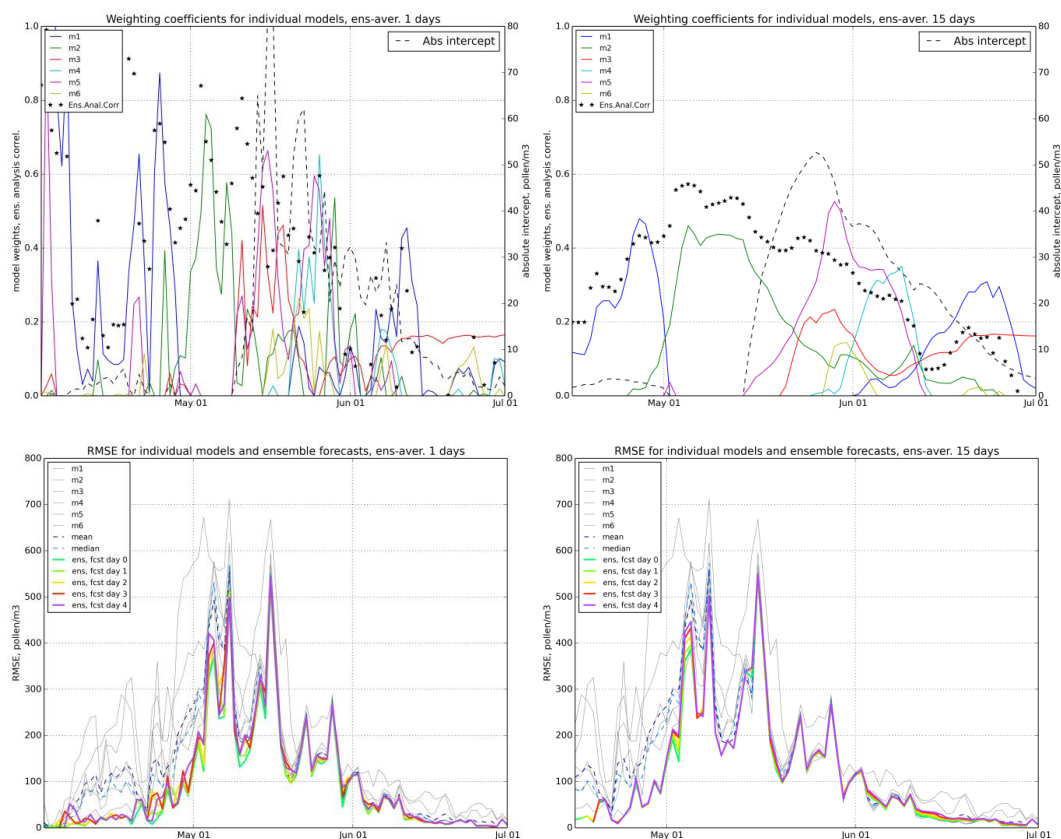 Weighting coefficients for individual models, ens-aver. 1 days
1.0
0.8
0.6
0.4
0.2
0.0
model weights, ens. analysis correl.
m1
m2
m3
m4
m5
m6
Ens.Anal.Corr
Abs intercept
80
70
60
50
40
30
20
10
0
absolute intercept, pollen/m3
May 01
Jun 01
Jul 01
Weighting coefficients for individual models, ens-aver. 15 days
1.0
0.8
0.6
0.4
0.2
0.0
model weights, ens. analysis correl.
m1
m2
m3
m4
m5
m6
Ens.Anal.Corr
Abs intercept
80
70
60
50
40
30
20
10
0
absolute intercept, pollen/m3
May 01
Jun 01
Jul 01
RMSE for individual models and ensemble forecasts, ens-aver. 1 days
800
700
600
500
400
300
200
100
0
RMSE, pollen/m3
m1
m2
m3
m4
m5
m6
mean
median
ens, fcst day 0
ens, fcst day 1
ens, fcst day 2
ens, fcst day 3
ens, fcst day 4
May 01
Jun 01
Jul 01
RMSE for individual models and ensemble forecasts, ens-aver. 15 days
800
700
600
500
400
300
200
100
0
RMSE, pollen/m3
m1
m2
m3
m4
m5
m6
mean
median
ens, fcst day 0
ens, fcst day 1
ens, fcst day 2
ens, fcst day 3
ens, fcst day 4
May 01
Jun 01
Jul 01